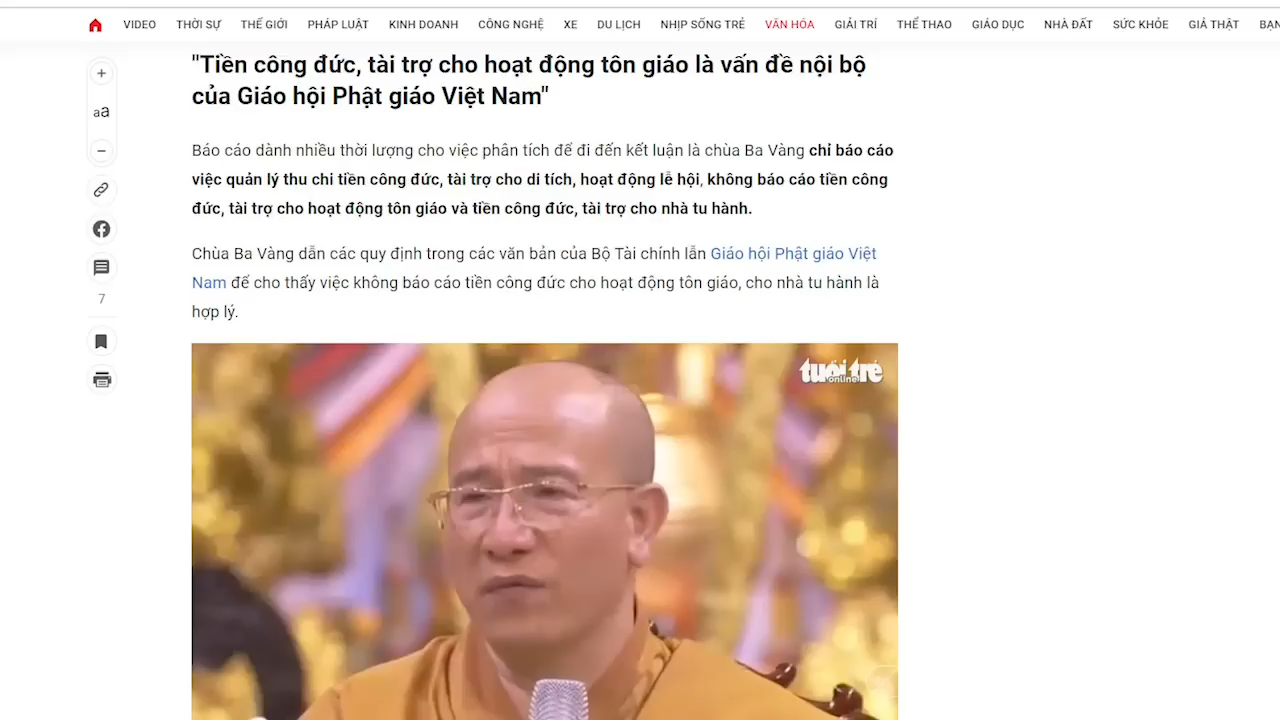 VIDEO THỜI SỰ THẾ GIỚI PHÁP LUẬT KINH DOANH CÔNG NGHỆ XE DU LỊCH NHỊP SỐNG TRẺ VĂN HÓA GIẢI TRÍ THỂ THAO GIÁO DỤC NHÀ ĐẤT SỨC KHỎE GIẢ THẬT BẠN
"Tiền công đức, tài trợ cho hoạt động tôn giáo là vấn đề nội bộ
của Giáo hội Phật giáo Việt Nam"
aa
Báo cáo dành nhiều thời lượng cho việc phân tích để đi đến kết luận là chùa Ba Vàng chỉ báo cáo
việc quản lý thu chi tiền công đức, tài trợ cho di tích, hoạt động lễ hội, không báo cáo tiền công
đức, tài trợ cho hoạt động tôn giáo và tiền công đức, tài trợ cho nhà tu hành.
Chùa Ba Vàng dẫn các quy định trong các văn bản của Bộ Tài chính lẫn Giáo hội Phật giáo Việt
Nam để cho thấy việc không báo cáo tiền công đức cho hoạt động tôn giáo, cho nhà tu hành là
hợp lý.
7
tuổi trẻ
online